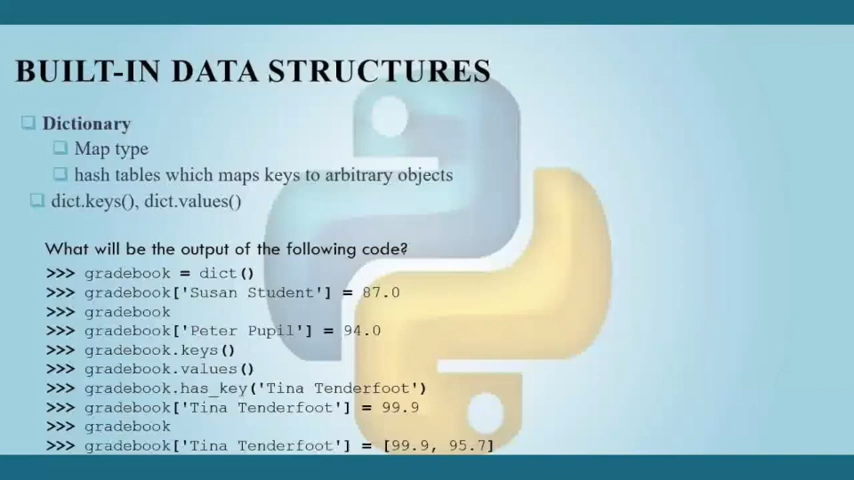 BUILT-IN DATA STRUCTURES
Dictionary
Map type
hash tables which maps keys to arbitrary objects
dict.keys(), dict.values()
What will be the output of the following code?
>>> gradebook = dict()
>>> gradebook['Susan Student'] = 87.0
>>> gradebook
>>> gradebook['Peter Pupil'] = 94.0
>>> gradebook.keys()
>>> gradebook.values()
>>> gradebook.has_key('Tina Tenderfoot')
>>> gradebook['Tina Tenderfoot'] = 99.9
>>> gradebook
>>> gradebook['Tina Tenderfoot'] = [99.9, 95.7]